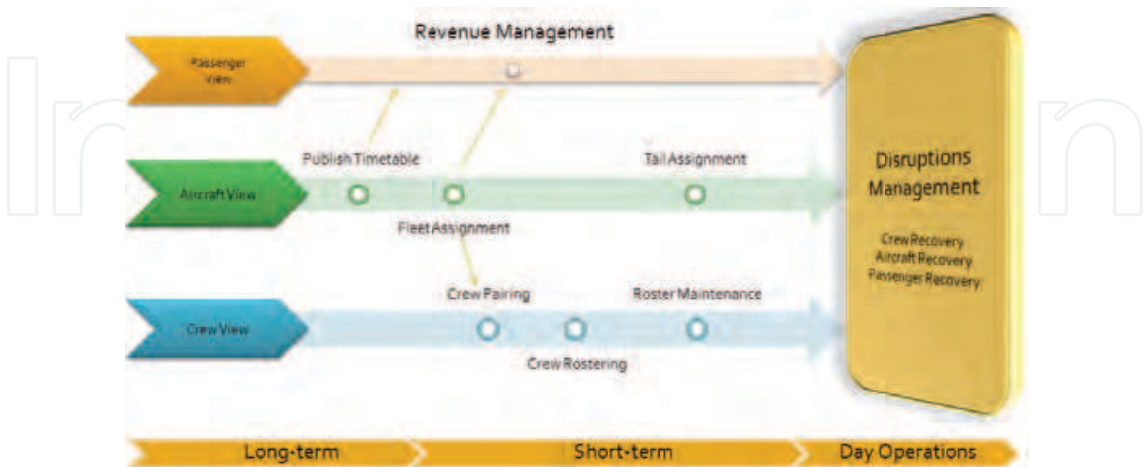 Revenue Management
Passenger
View
Publish Timetable
Tail Assignment
Aircraft View
Fleet Assignment
Disruptions
Management
Crew Recovery
Aircraft Recovery
Passenger Recovery
Crew Pairing
Roster Maintenance
Crew View
Crew Rostering
Long-term
Short-term
Day Operations